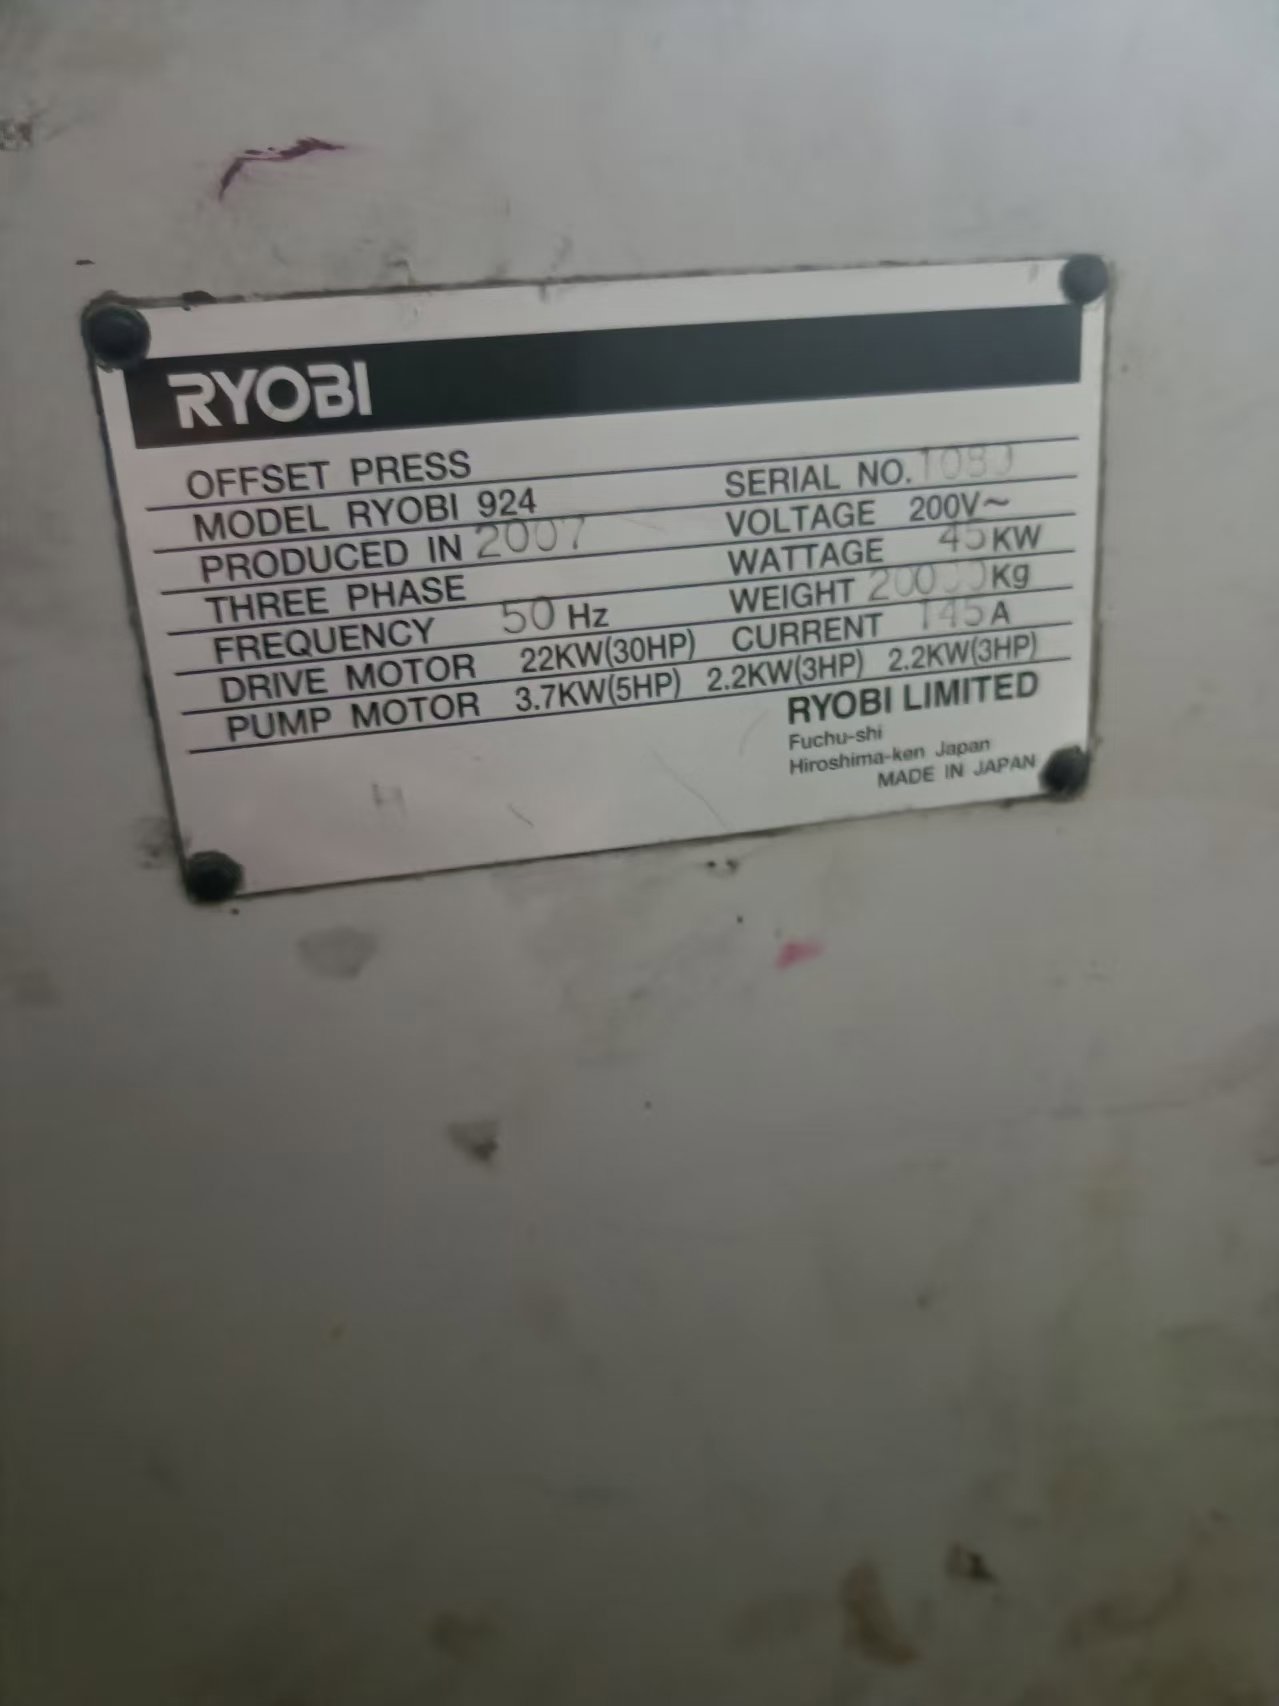 RYOBI
OFFSET PRESS
MODEL RYOBI 924
PRODUCED IN 2007
THREE PHASE
FREQUENCY 50 Hz
DRIVE MOTOR 22KW(30HP)
PUMP MOTOR 3.7KW(5HP) 2.2KW(3HP) 2.2KW(3HP)
SERIAL NO.
VOLTAGE 200V~
WATTAGE 45KW
WEIGHT Kg
CURRENT 145A
RYOBI LIMITED
Fuchu-shi
Hiroshima-ken Japan
MADE IN JAPAN